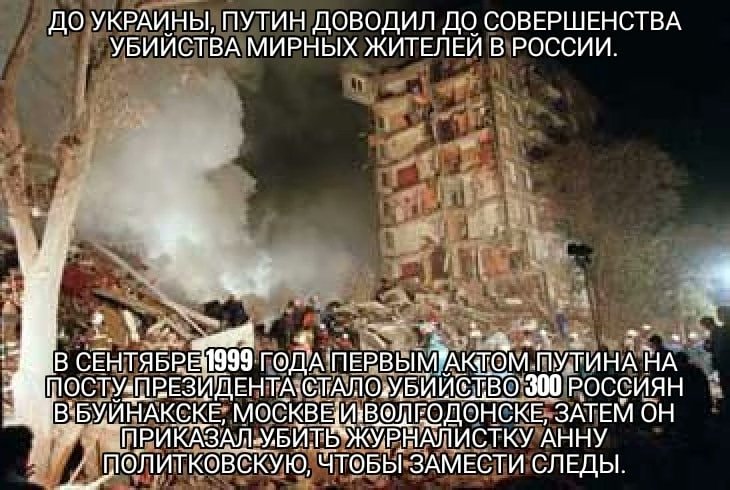 ДО УКРАИНЫ, ПУТИН ДОВОДИЛ ДО СОВЕРШЕНСТВА
УБИЙСТВА МИРНЫХ ЖИТЕЛЕЙ В РОССИИ.
В СЕНТЯБРЕ 1999 ГОДА ПЕРВЫМ АКТОМ ПУТИНА НА
ПОСТУ ПРЕЗИДЕНТА СТАЛО УБИЙСТВО 300 РОССИЯН
В БУЙНАКСКЕ, МОСКВЕ И ВОЛГОДОНСКЕ, ЗАТЕМ ОН
ПРИКАЗАЛ УБИТЬ ЖУРНАЛИСТКУ АННУ
ПОЛИТКОВСКУЮ, ЧТОБЫ ЗАМЕСТИ СЛЕДЫ.